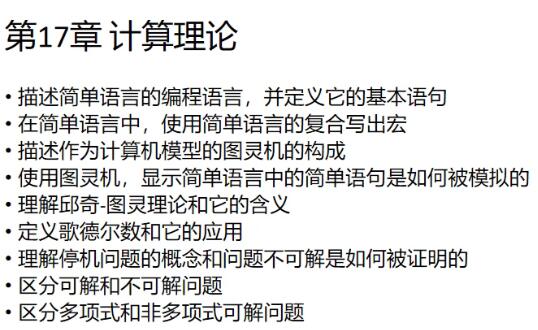 第17章 计算理论
• 描述简单语言的编程语言，并定义它的基本语句
• 在简单语言中，使用简单语言的复合写出宏
• 描述作为计算机模型的图灵机的构成
• 使用图灵机，显示简单语言中的简单语句是如何被模拟的
• 理解邱奇-图灵理论和它的含义
• 定义歌德尔数和它的应用
• 理解停机问题的概念和问题不可解是如何被证明的
• 区分可解和不可解问题
• 区分多项式和非多项式可解问题